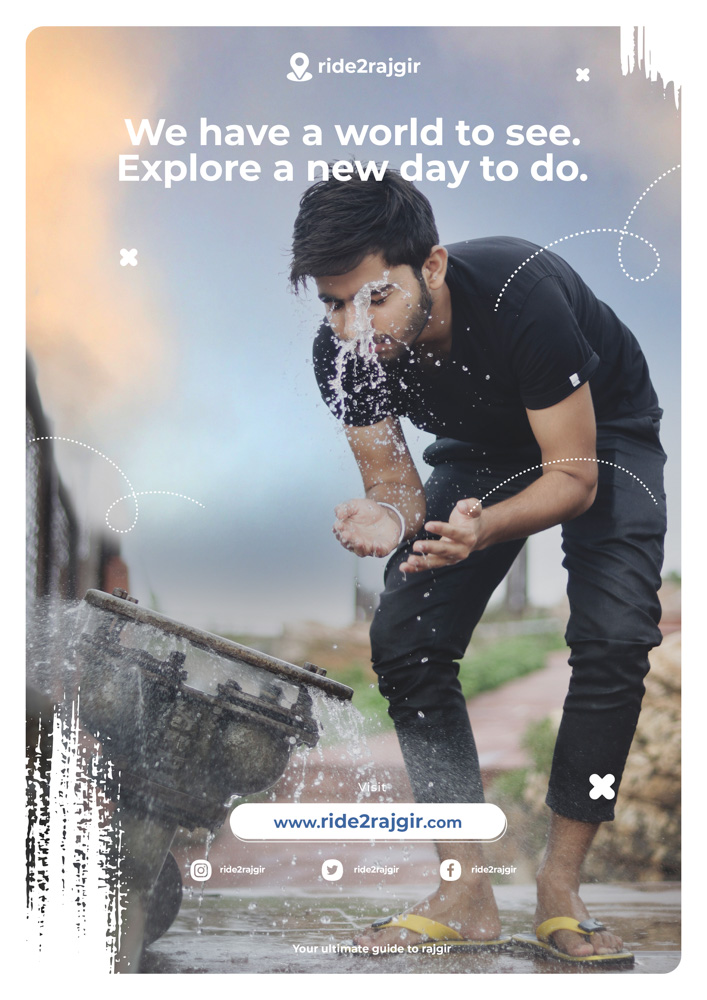 ride2rajgir
We have a world to see.
Explore a new day to do.
Visit
www.ride2rajgir.com
ride2rajgir
ride2rajgir
ride2rajgir
Your ultimate guide to rajgir